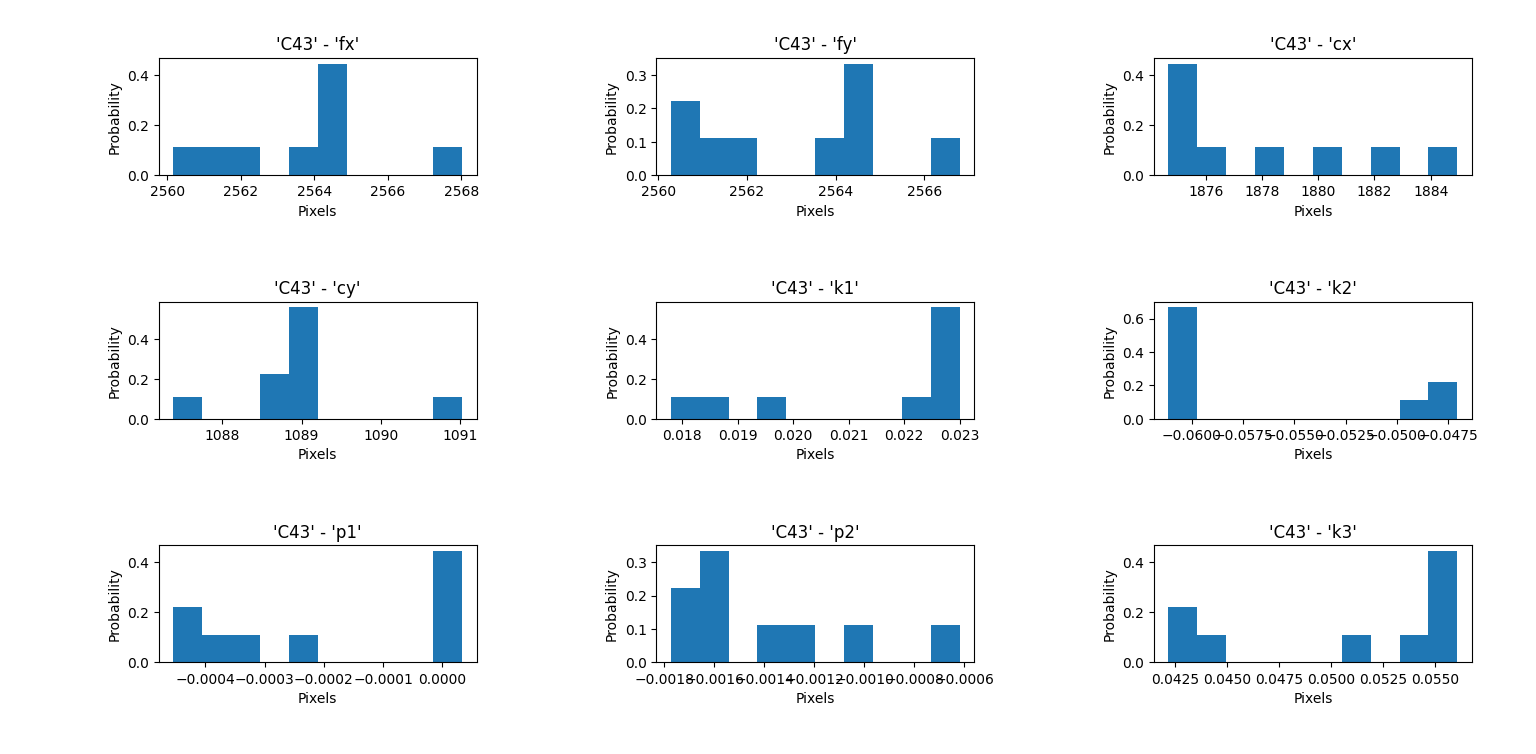 'C43' - 'fx'
Probability
0.4
0.2
0.0
2560 2562 2564 2566 2568
Pixels
'C43' - 'fy'
Probability
0.3
0.2
0.1
0.0
2560 2562 2564 2566
Pixels
'C43' - 'cx'
Probability
0.4
0.2
0.0
1876 1878 1880 1882 1884
Pixels
'C43' - 'cy'
Probability
0.4
0.2
0.0
1088 1089 1090 1091
Pixels
'C43' - 'k1'
Probability
0.4
0.2
0.0
0.018 0.019 0.020 0.021 0.022 0.023
Pixels
'C43' - 'k2'
Probability
0.6
0.4
0.2
0.0
−0.0600 −0.0575 −0.0550 −0.0525 −0.0500 −0.0475
Pixels
'C43' - 'p1'
Probability
0.4
0.2
0.0
−0.0004 −0.0003 −0.0002 −0.0001 0.0000
Pixels
'C43' - 'p2'
Probability
0.3
0.2
0.1
0.0
−0.0018 −0.0016 −0.0014 −0.0012 −0.0010 −0.0008 −0.0006
Pixels
'C43' - 'k3'
Probability
0.4
0.2
0.0
0.0425 0.0450 0.0475 0.0500 0.0525 0.0550
Pixels